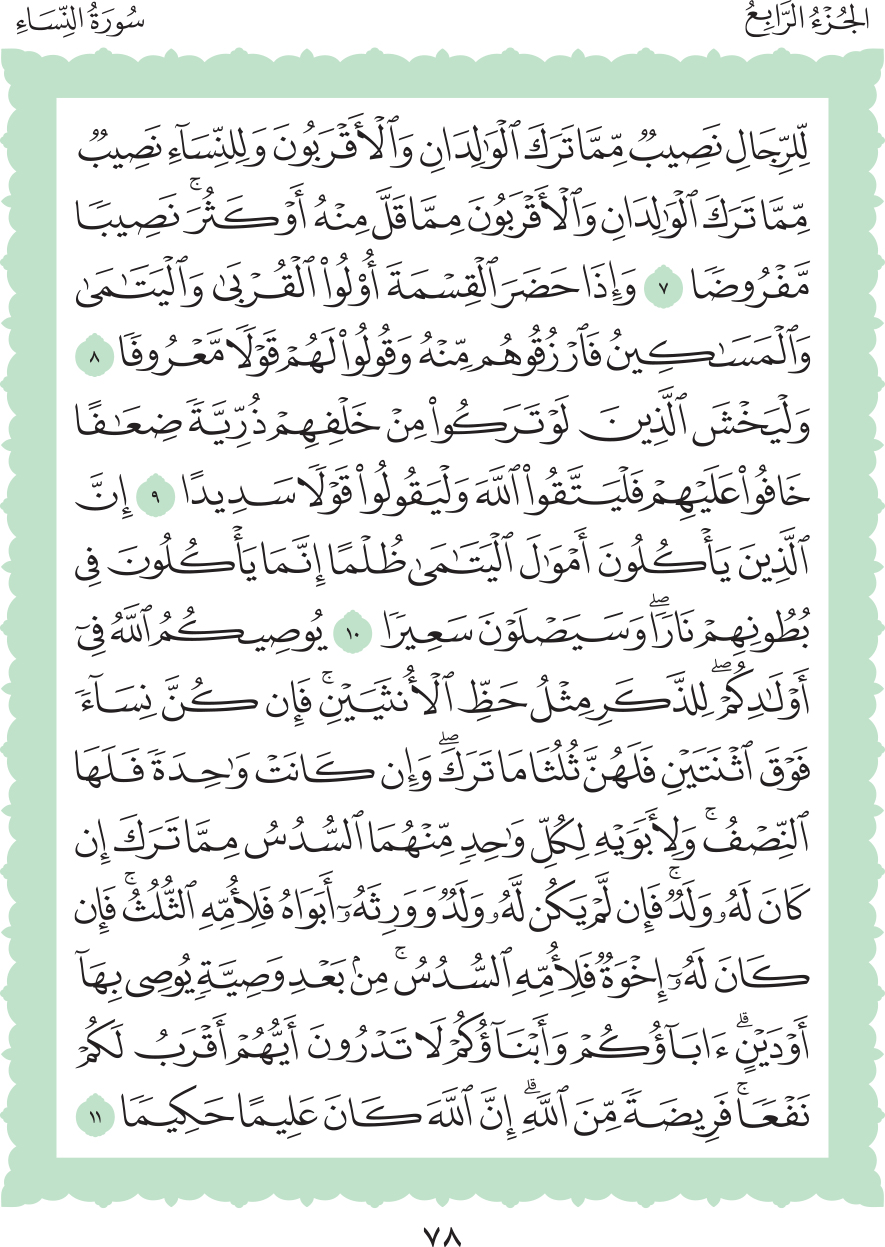 الجُزْءُ الرَّابِعُ
سُورَةُ النِّسَاءِ
لِّلرِّجَالِ نَصِيبٌ مِّمَّا تَرَكَ ٱلْوَٰلِدَانِ وَٱلْأَقْرَبُونَ وَلِلنِّسَآءِ نَصِيبٌ
مِّمَّا تَرَكَ ٱلْوَٰلِدَانِ وَٱلْأَقْرَبُونَ مِمَّا قَلَّ مِنْهُ أَوْ كَثُرَۚ نَصِيبًا
مَّفْرُوضًا ٧ وَإِذَا حَضَرَ ٱلْقِسْمَةَ أُو۟لُوا۟ ٱلْقُرْبَىٰ وَٱلْيَتَٰمَىٰ
وَٱلْمَسَٰكِينُ فَٱرْزُقُوهُم مِّنْهُ وَقُولُوا۟ لَهُمْ قَوْلًا مَّعْرُوفًا ٨
وَلْيَخْشَ ٱلَّذِينَ لَوْ تَرَكُوا۟ مِنْ خَلْفِهِمْ ذُرِّيَّةً ضِعَٰفًا
خَافُوا۟ عَلَيْهِمْ فَلْيَتَّقُوا۟ ٱللَّهَ وَلْيَقُولُوا۟ قَوْلًا سَدِيدًا ٩ إِنَّ
ٱلَّذِينَ يَأْكُلُونَ أَمْوَٰلَ ٱلْيَتَٰمَىٰ ظُلْمًا إِنَّمَا يَأْكُلُونَ فِى
بُطُونِهِمْ نَارًاۖ وَسَيَصْلَوْنَ سَعِيرًا ١٠ يُوصِيكُمُ ٱللَّهُ فِىٓ
أَوْلَٰدِكُمْۖ لِلذَّكَرِ مِثْلُ حَظِّ ٱلْأُنثَيَيْنِۚ فَإِن كُنَّ نِسَآءً
فَوْقَ ٱثْنَتَيْنِ فَلَهُنَّ ثُلُثَا مَا تَرَكَۖ وَإِن كَانَتْ وَٰحِدَةً فَلَهَا
ٱلنِّصْفُۚ وَلِأَبَوَيْهِ لِكُلِّ وَٰحِدٍ مِّنْهُمَا ٱلسُّدُسُ مِمَّا تَرَكَ إِن
كَانَ لَهُۥ وَلَدٌۚ فَإِن لَّمْ يَكُن لَّهُۥ وَلَدٌ وَوَرِثَهُۥٓ أَبَوَاهُ فَلِأُمِّهِ ٱلثُّلُثُۚ فَإِن
كَانَ لَهُۥٓ إِخْوَةٌ فَلِأُمِّهِ ٱلسُّدُسُۚ مِنۢ بَعْدِ وَصِيَّةٍ يُوصِى بِهَآ
أَوْ دَيْنٍۗ ءَابَآؤُكُمْ وَأَبْنَآؤُكُمْ لَا تَدْرُونَ أَيُّهُمْ أَقْرَبُ لَكُمْ
نَفْعًاۚ فَرِيضَةً مِّنَ ٱللَّهِۗ إِنَّ ٱللَّهَ كَانَ عَلِيمًا حَكِيمًا ١١
٧٨